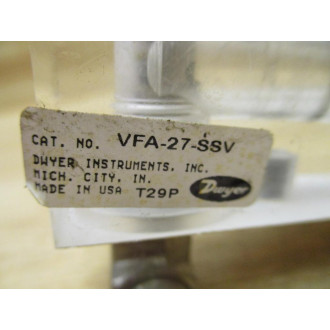 CAT. NO. VFA-27-SSV
DWYER INSTRUMENTS, INC.
MICH. CITY, IN.
MADE IN USA T29P
Dwyer